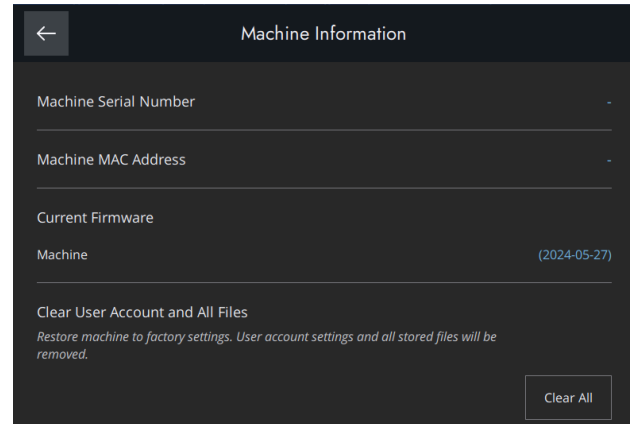 Machine Information
Machine Serial Number -
Machine MAC Address -
Current Firmware
Machine (2024-05-27)
Clear User Account and All Files
Restore machine to factory settings. User account settings and all stored files will be
removed.
Clear All